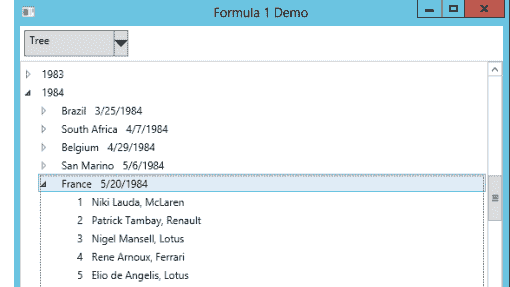 Formula 1 Demo
Tree
1983
1984
Brazil 3/25/1984
South Africa 4/7/1984
Belgium 4/29/1984
San Marino 5/6/1984
France 5/20/1984
1 Niki Lauda, McLaren
2 Patrick Tambay, Renault
3 Nigel Mansell, Lotus
4 Rene Arnoux, Ferrari
5 Elio de Angelis, Lotus